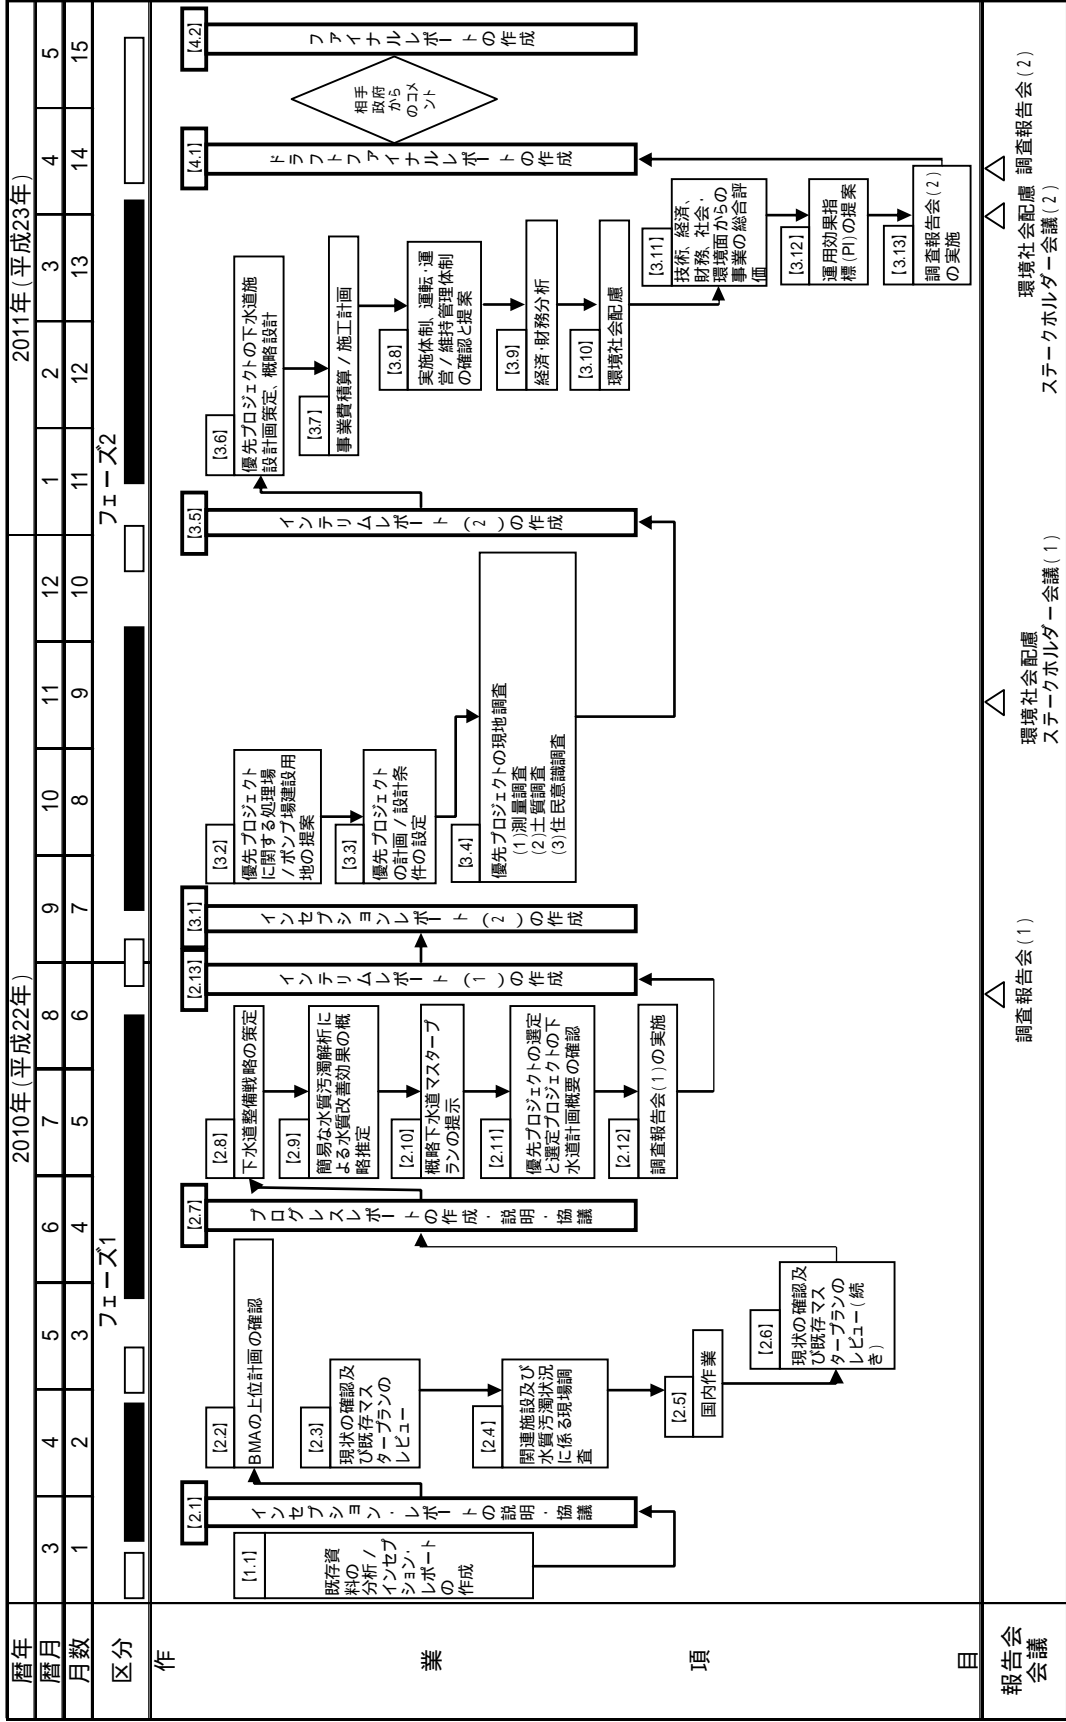 暦年
2010年(平成22年)
2011年(平成23年)
暦月
3
4
5
6
7
8
9
10
11
12
1
2
3
4
5
月数
1
2
3
4
5
6
7
8
9
10
11
12
13
14
15
区分
フェーズ1
フェーズ2
作業項目
[1.1]
既存資
料の
分析/
インセプ
ション・
レポート
の
作成
[2.1]
インセプション・レポートの説明・協議
[2.2]
BMAの上位計画の確認
[2.3]
現状の確認及
び既存マス
タープランの
レビュー
[2.4]
関連施設及び
水質汚濁状況
に係る現場調
査
[2.5]
国内作業
[2.6]
現状の確認及
び既存マス
タープランの
レビュー(続
き)
[2.7]
プログレスレポートの作成・説明・協議
[2.8]
下水道整備戦略の策定
[2.9]
簡易な水質汚濁解析に
よる水質改善効果の概
略推定
[2.10]
概略下水道マスタープ
ランの提示
[2.11]
優先プロジェクトの選定
と選定プロジェクトの下
水道計画概要の確認
[2.12]
調査報告会(1)の実施
[2.13]
インテリムレポート(1)の作成
[3.1]
インセプションレポート(2)の作成
[3.2]
優先プロジェクト
に関する処理場
/ポンプ場建設用
地の提案
[3.3]
優先プロジェクト
の計画/設計条
件の設定
[3.4]
優先プロジェクトの現地調査
(1)測量調査
(2)土質調査
(3)住民意識調査
[3.5]
インテリムレポート(2)の作成
[3.6]
優先プロジェクトの下水道施
設計画策定、概略設計
[3.7]
事業費積算/施工計画
[3.8]
実施体制、運転・運
営/維持管理体制
の確認と提案
[3.9]
経済・財務分析
[3.10]
環境社会配慮
[3.11]
技術、経済、
財務、社会・
環境面からの
事業の総合評
価
[3.12]
運用効果指
標(PI)の提案
[3.13]
調査報告会(2)
の実施
[4.1]
ドラフトファイナルレポートの作成
相手
政府
から
のコメ
ント
[4.2]
ファイナルレポートの作成
報告会
会議
調査報告会(1)
環境社会配慮
ステークホルダー会議(1)
環境社会配慮
ステークホルダー会議(2)
調査報告会(2)